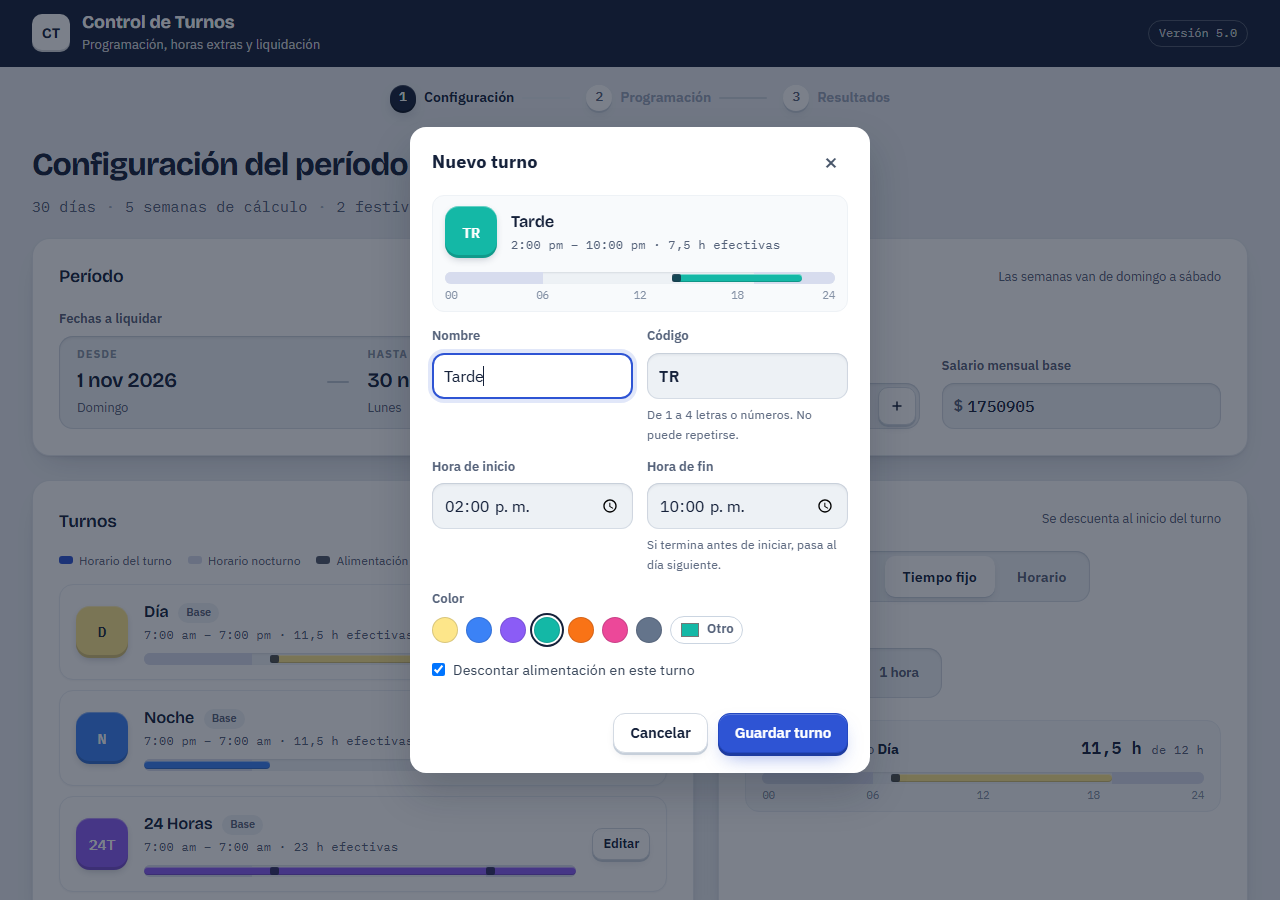 CT
Control de Turnos
Programación, horas extras y liquidación
Versión 5.0
1 Configuración
2 Programación
3 Resultados
Configuración del período
30 días · 5 semanas de cálculo · 2 festiv
Período
Las semanas van de domingo a sábado
Fechas a liquidar
DESDE
1 nov 2026
Domingo
HASTA
30 n
Lunes
+
Salario mensual base
$ 1750905
Turnos
Horario del turno
Horario nocturno
Alimentación
D
Día
Base
7:00 am – 7:00 pm · 11,5 h efectivas
N
Noche
Base
7:00 pm – 7:00 am · 11,5 h efectivas
24T
24 Horas
Base
7:00 am – 7:00 am · 23 h efectivas
Editar
Se descuenta al inicio del turno
Tiempo fijo
Horario
1 hora
Día
11,5 h de 12 h
00 06 12 18 24
Nuevo turno
×
TR
Tarde
2:00 pm – 10:00 pm · 7,5 h efectivas
00 06 12 18 24
Nombre
Tarde
Código
TR
De 1 a 4 letras o números. No
puede repetirse.
Hora de inicio
02:00 p. m.
Hora de fin
10:00 p. m.
Si termina antes de iniciar, pasa al
día siguiente.
Color
Otro
Descontar alimentación en este turno
Cancelar
Guardar turno